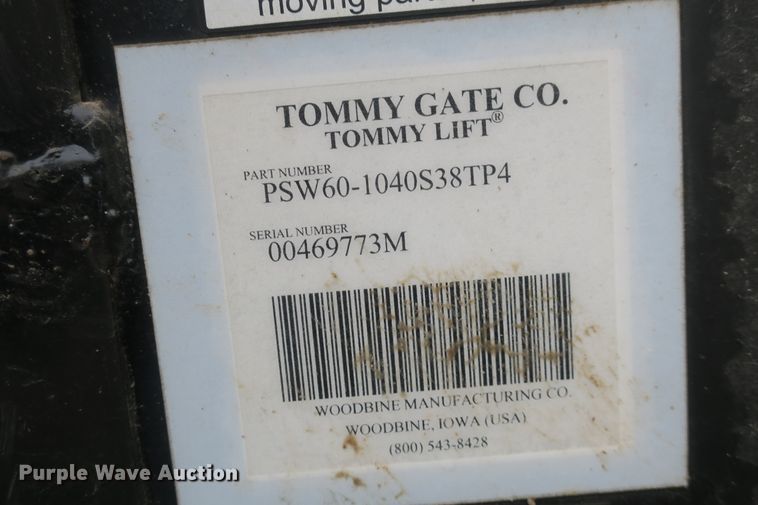 moving
TOMMY GATE CO.
TOMMY LIFT®
PART NUMBER
PSW60-1040S38TP4
SERIAL NUMBER
00469773M
WOODBINE MANUFACTURING CO.
WOODBINE, IOWA (USA)
(800) 543-8428
Purple Wave Auction